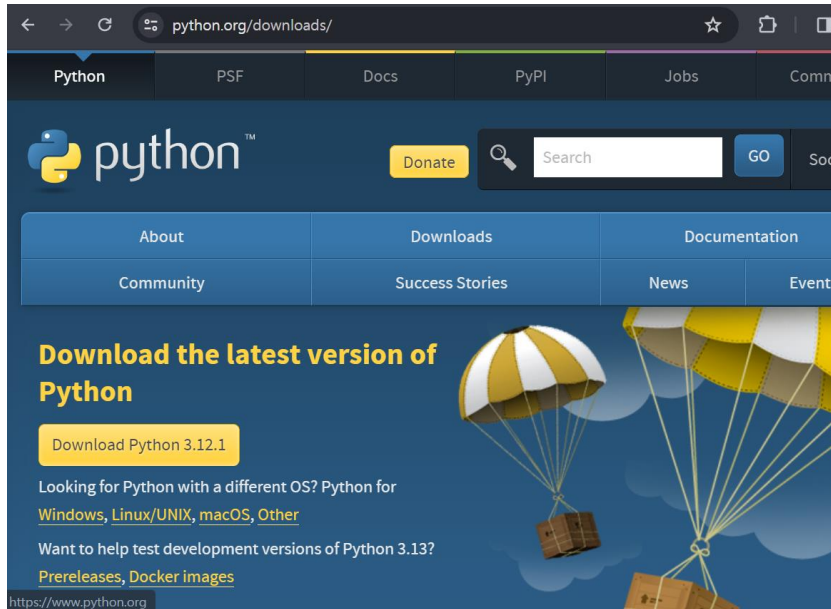 python.org/downloads/
Python PSF Docs PyPI Jobs
python™
Donate Search GO
About Downloads Documentation
Community Success Stories News
Download the latest version of
Python
Download Python 3.12.1
Looking for Python with a different OS? Python for
Windows, Linux/UNIX, macOS, Other
Want to help test development versions of Python 3.13?
Prereleases, Docker images
https://www.python.org